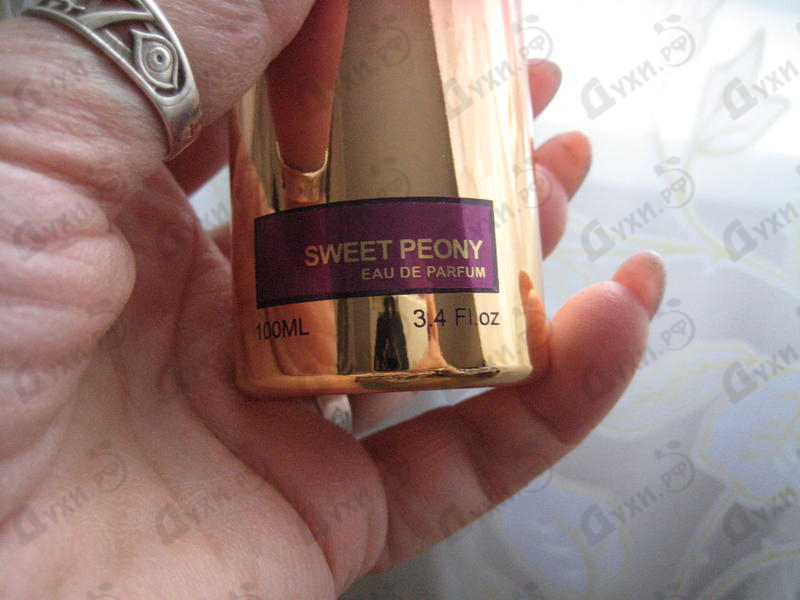 SWEET PEONY
EAU DE PARFUM
100ML 3.4 Fl.oz
Духи.рф